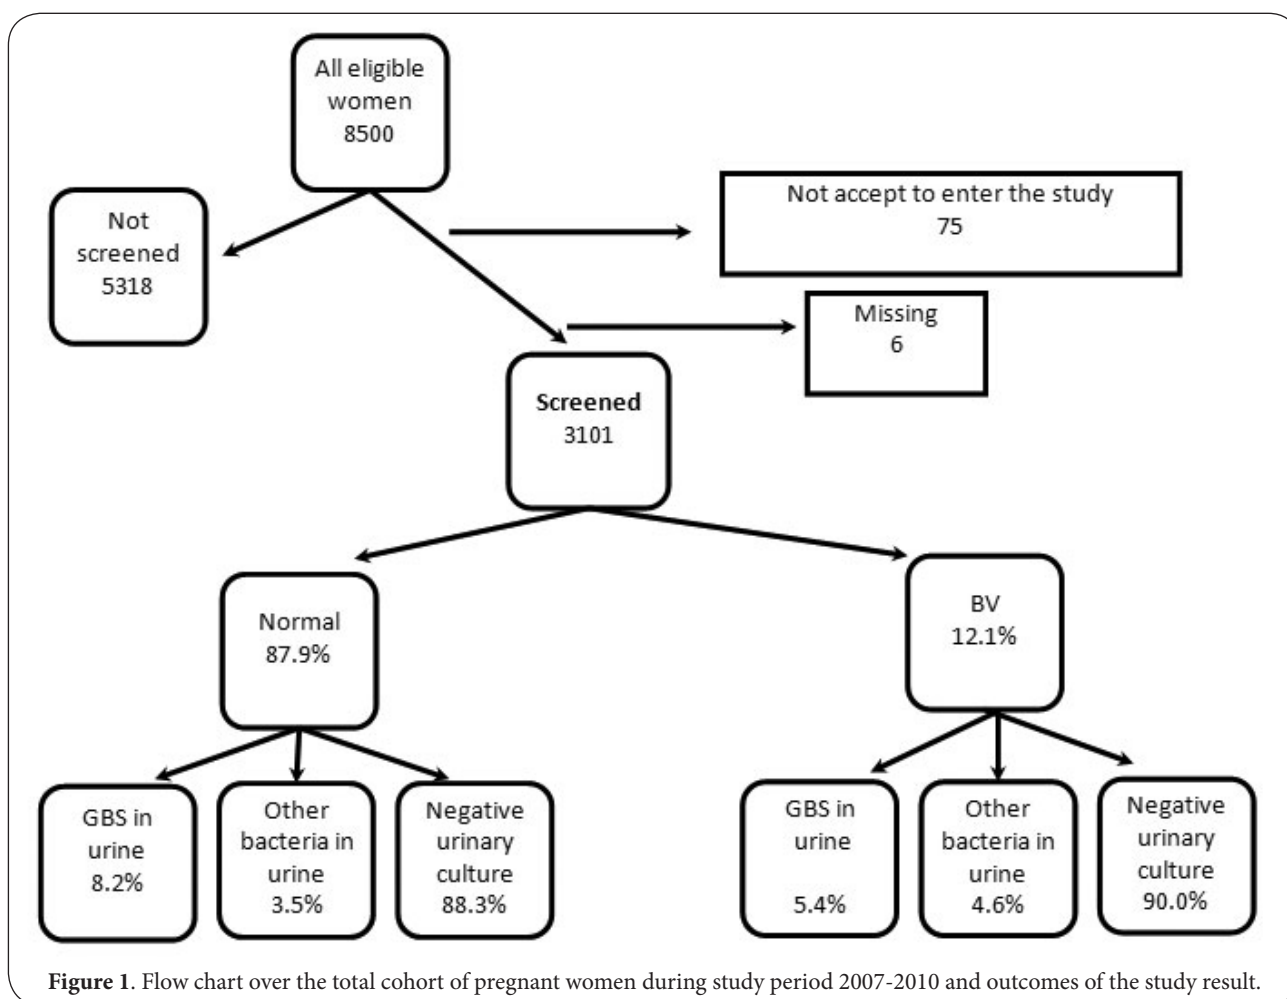 All eligible
women
8500
Not
screened
5318
Not accept to enter the study
75
Missing
6
Screened
3101
Normal
87.9%
BV
12.1%
GBS in
urine
8.2%
Other
bacteria in
urine
3.5%
Negative
urinary
culture
88.3%
GBS in
urine
5.4%
Other
bacteria in
urine
4.6%
Negative
urinary
culture
90.0%
Figure 1. Flow chart over the total cohort of pregnant women during study period 2007-2010 and outcomes of the study result.